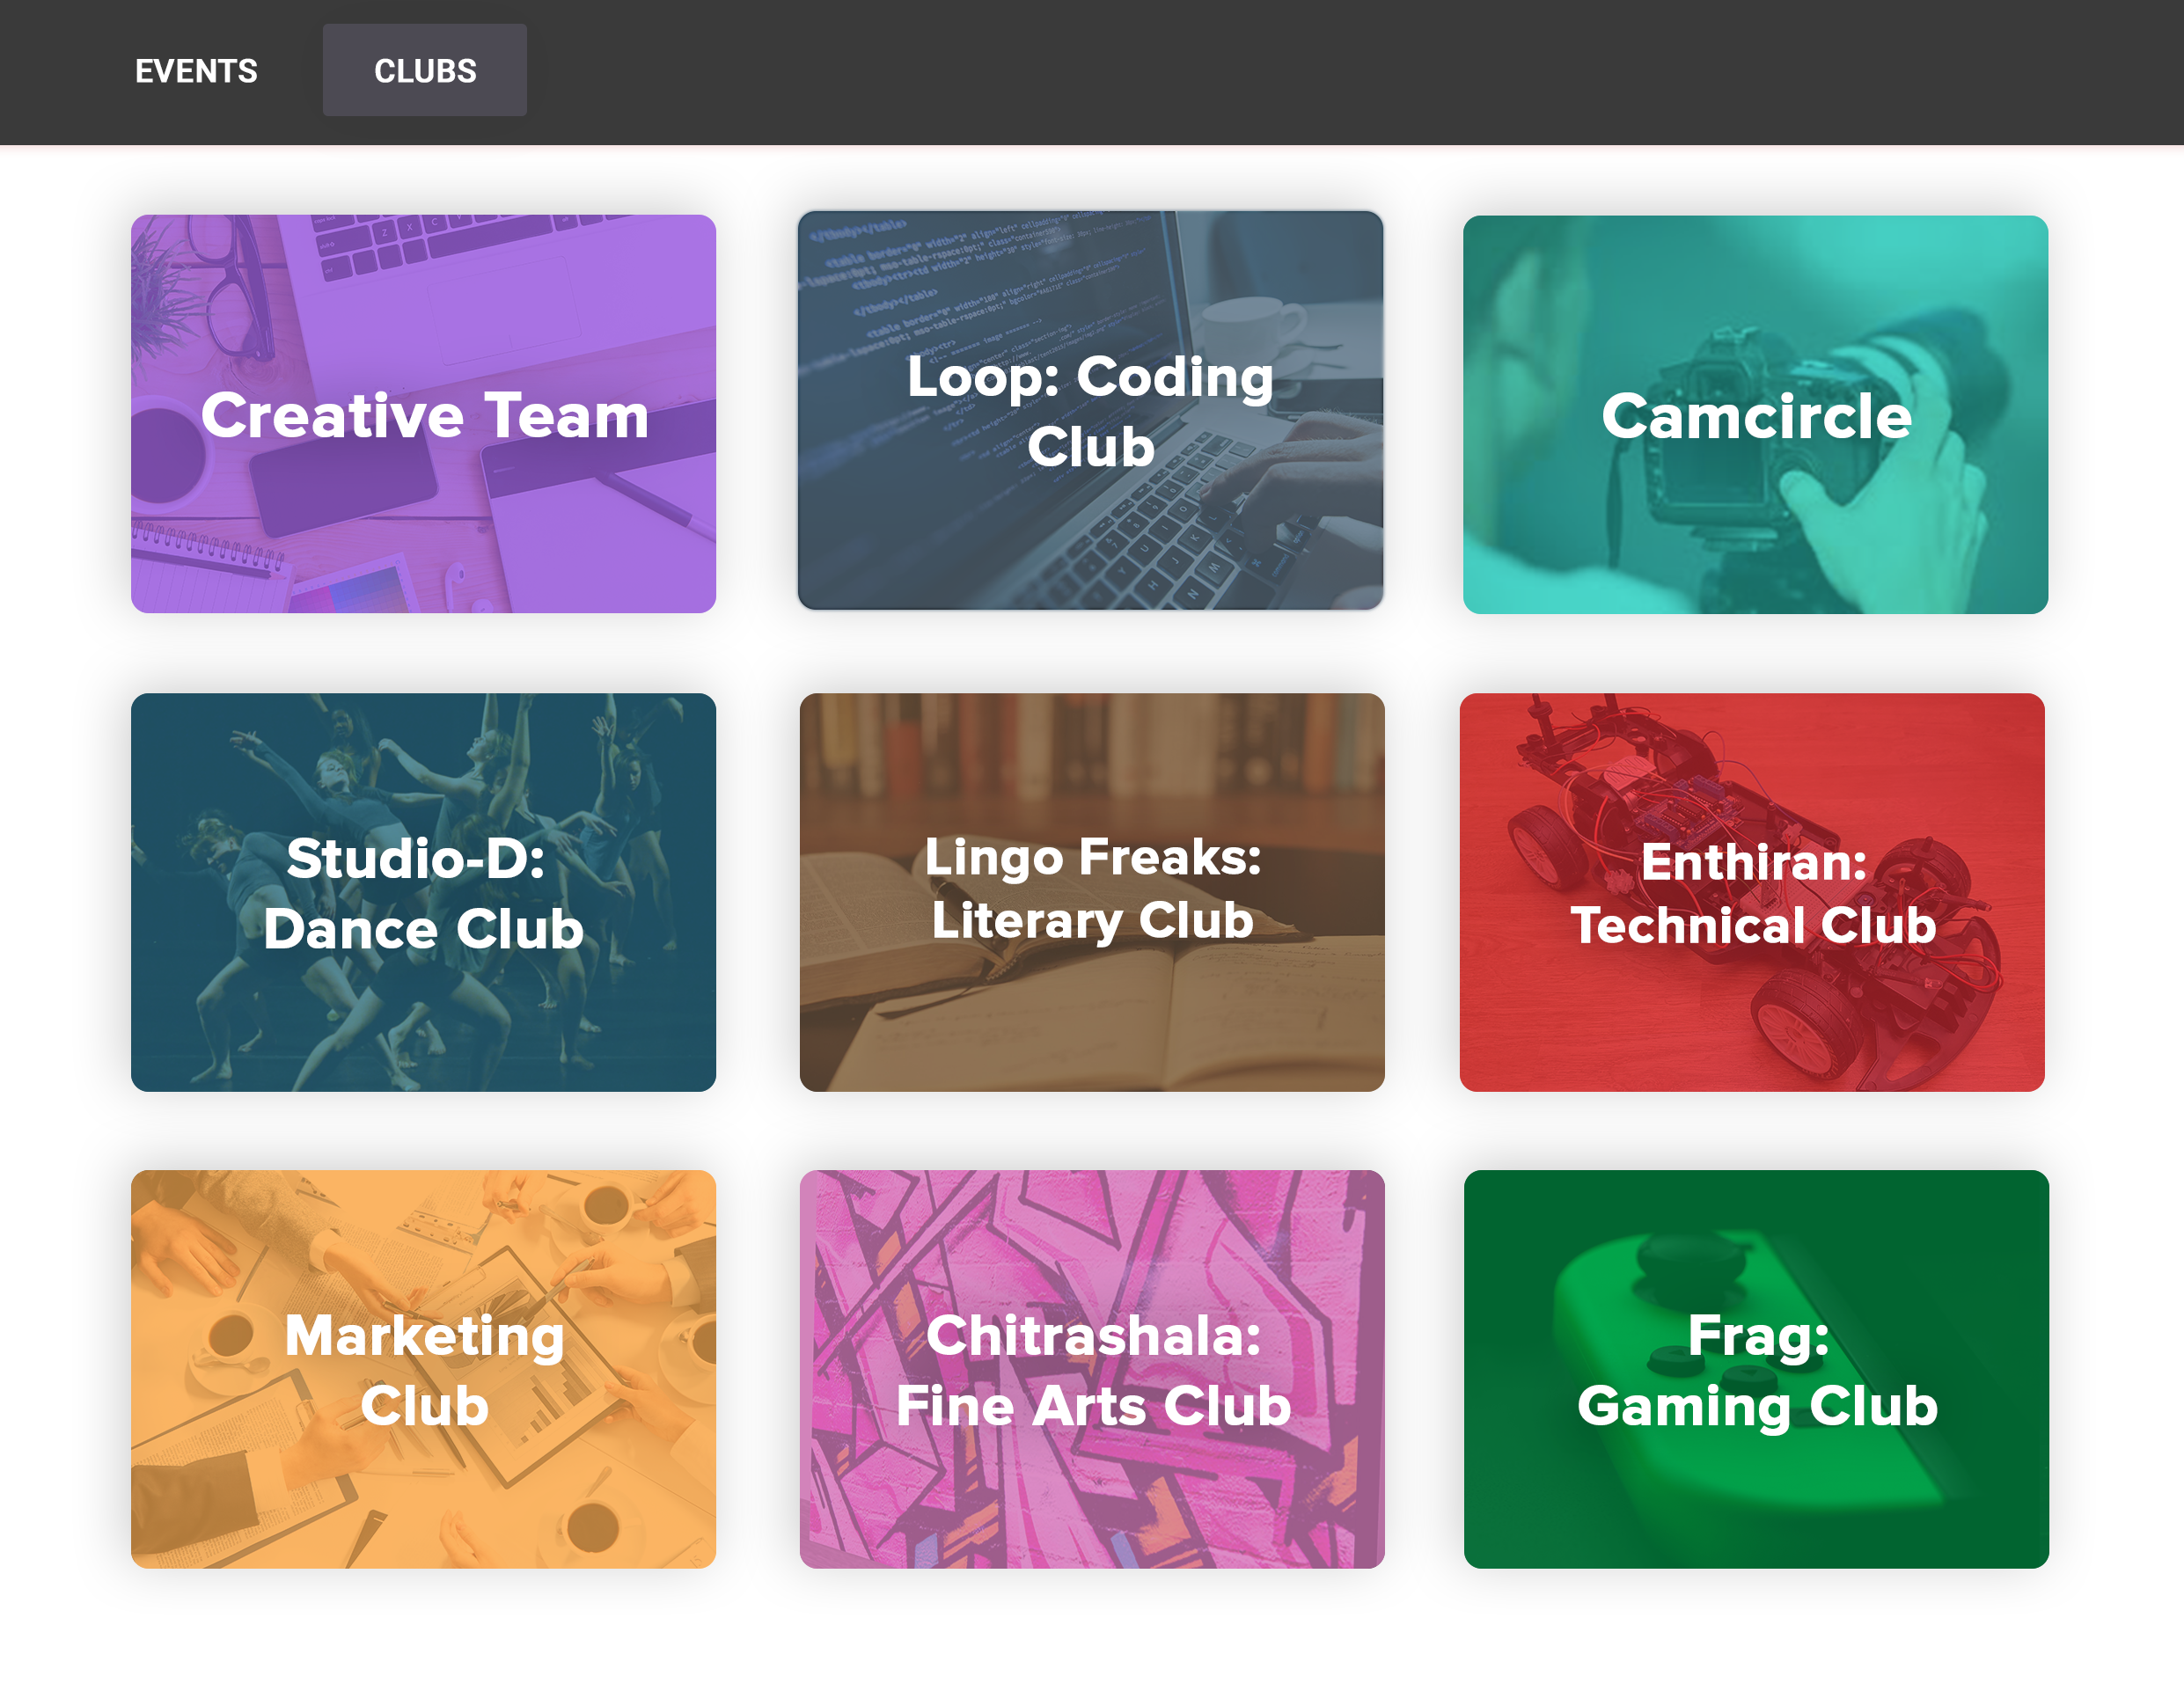 EVENTS
CLUBS
Creative Team
Loop: Coding
Club
Camcircle
Studio-D:
Dance Club
Lingo Freaks:
Literary Club
Enthiran:
Technical Club
Marketing
Club
Chitrashala:
Fine Arts Club
Frag:
Gaming Club